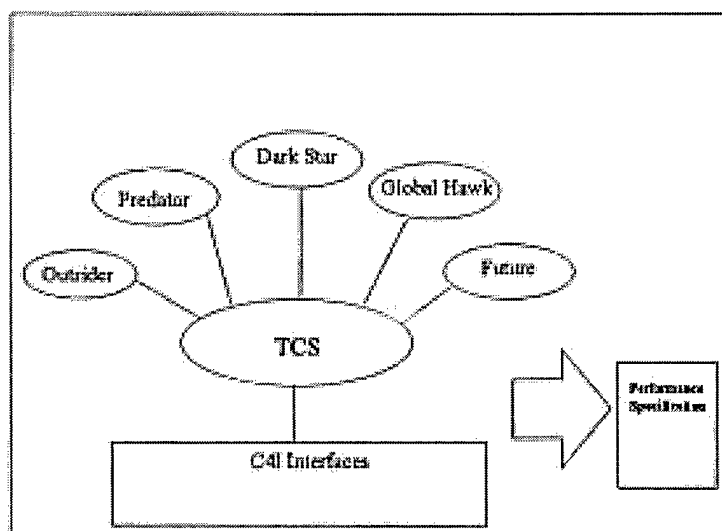 Dark Star
Predator
Global Hawk
Outrider
Future
TCS
Performance
Specification
C4I Interfaces